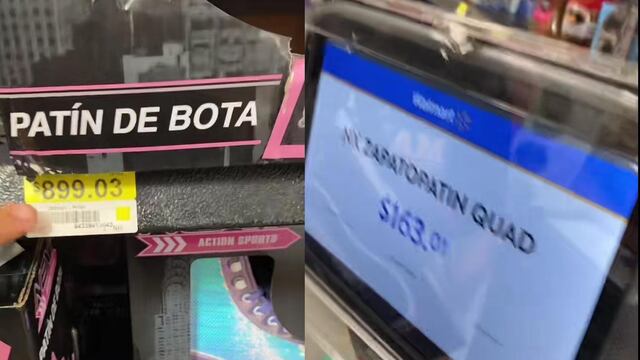 PATÍN DE BOTA
$899.03
ACTION SPORTS
Walmart
ZAPATOPATIN QUAD
$163.01